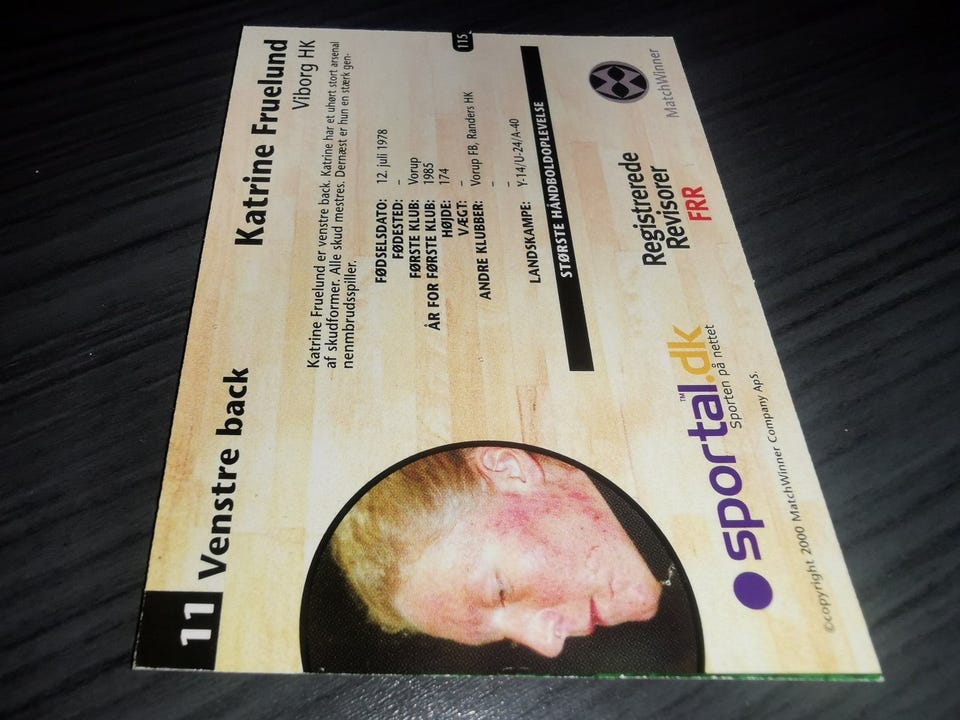 11 Venstre back
Katrine Fruelund
Viborg HK
Katrine Fruelund er venstre back. Katrine har et uhørt stort arsenal
af skudformer. Alle skud mestres. Dernæst er hun en stærk gen-
nenmbrudsspiller.
FØDSELSDATO: 12. juli 1978
FØDESTED: -
FØRSTE KLUB: Vorup
ÅR FOR FØRSTE KLUB: 1985
HØJDE: 174
VÆGT: -
ANDRE KLUBBER: Vorup FB, Randers HK
-
-
LANDSKAMPE: Y-14/U-24/A-40
115
STØRSTE HÅNDBOLDOPLEVELSE
sportal.dk™
Sporten på nettet
Registrerede
Revisorer
FRR
MatchWinner
©copyright 2000 MatchWinner Company Aps.